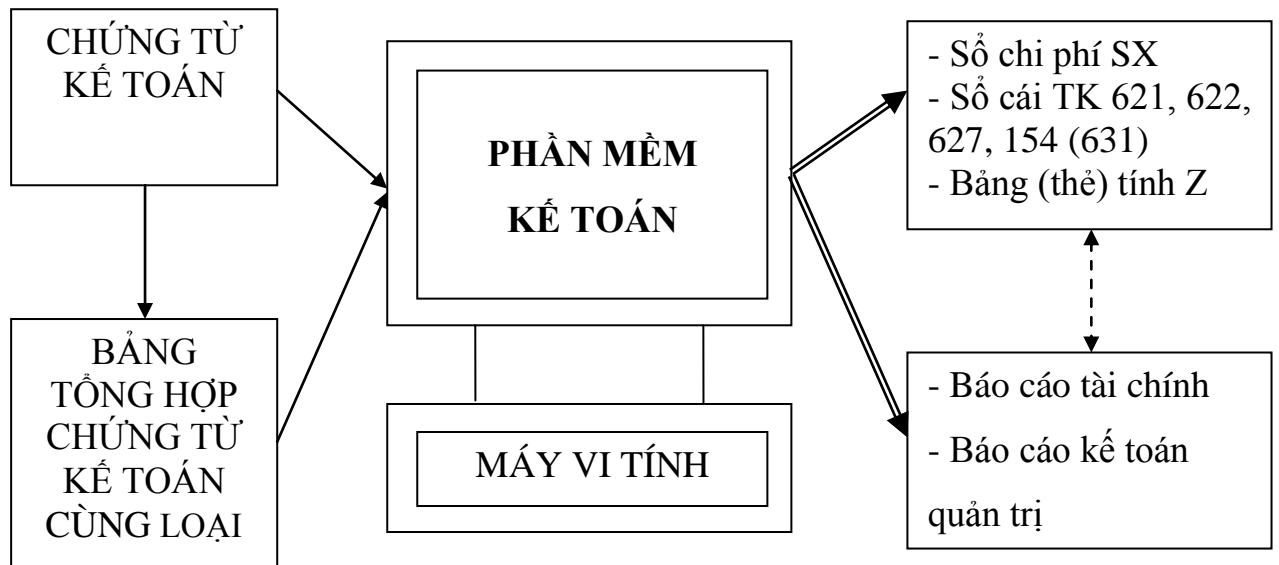 CHỨNG TỪ
KẾ TOÁN
BẢNG
TỔNG HỢP
CHỨNG TỪ
KẾ TOÁN
CÙNG LOẠI
PHẦN MỀM
KẾ TOÁN
MÁY VI TÍNH
- Sổ chi phí SX
- Sổ cái TK 621, 622,
627, 154 (631)
- Bảng (thẻ) tính Z
- Báo cáo tài chính
- Báo cáo kế toán
quản trị